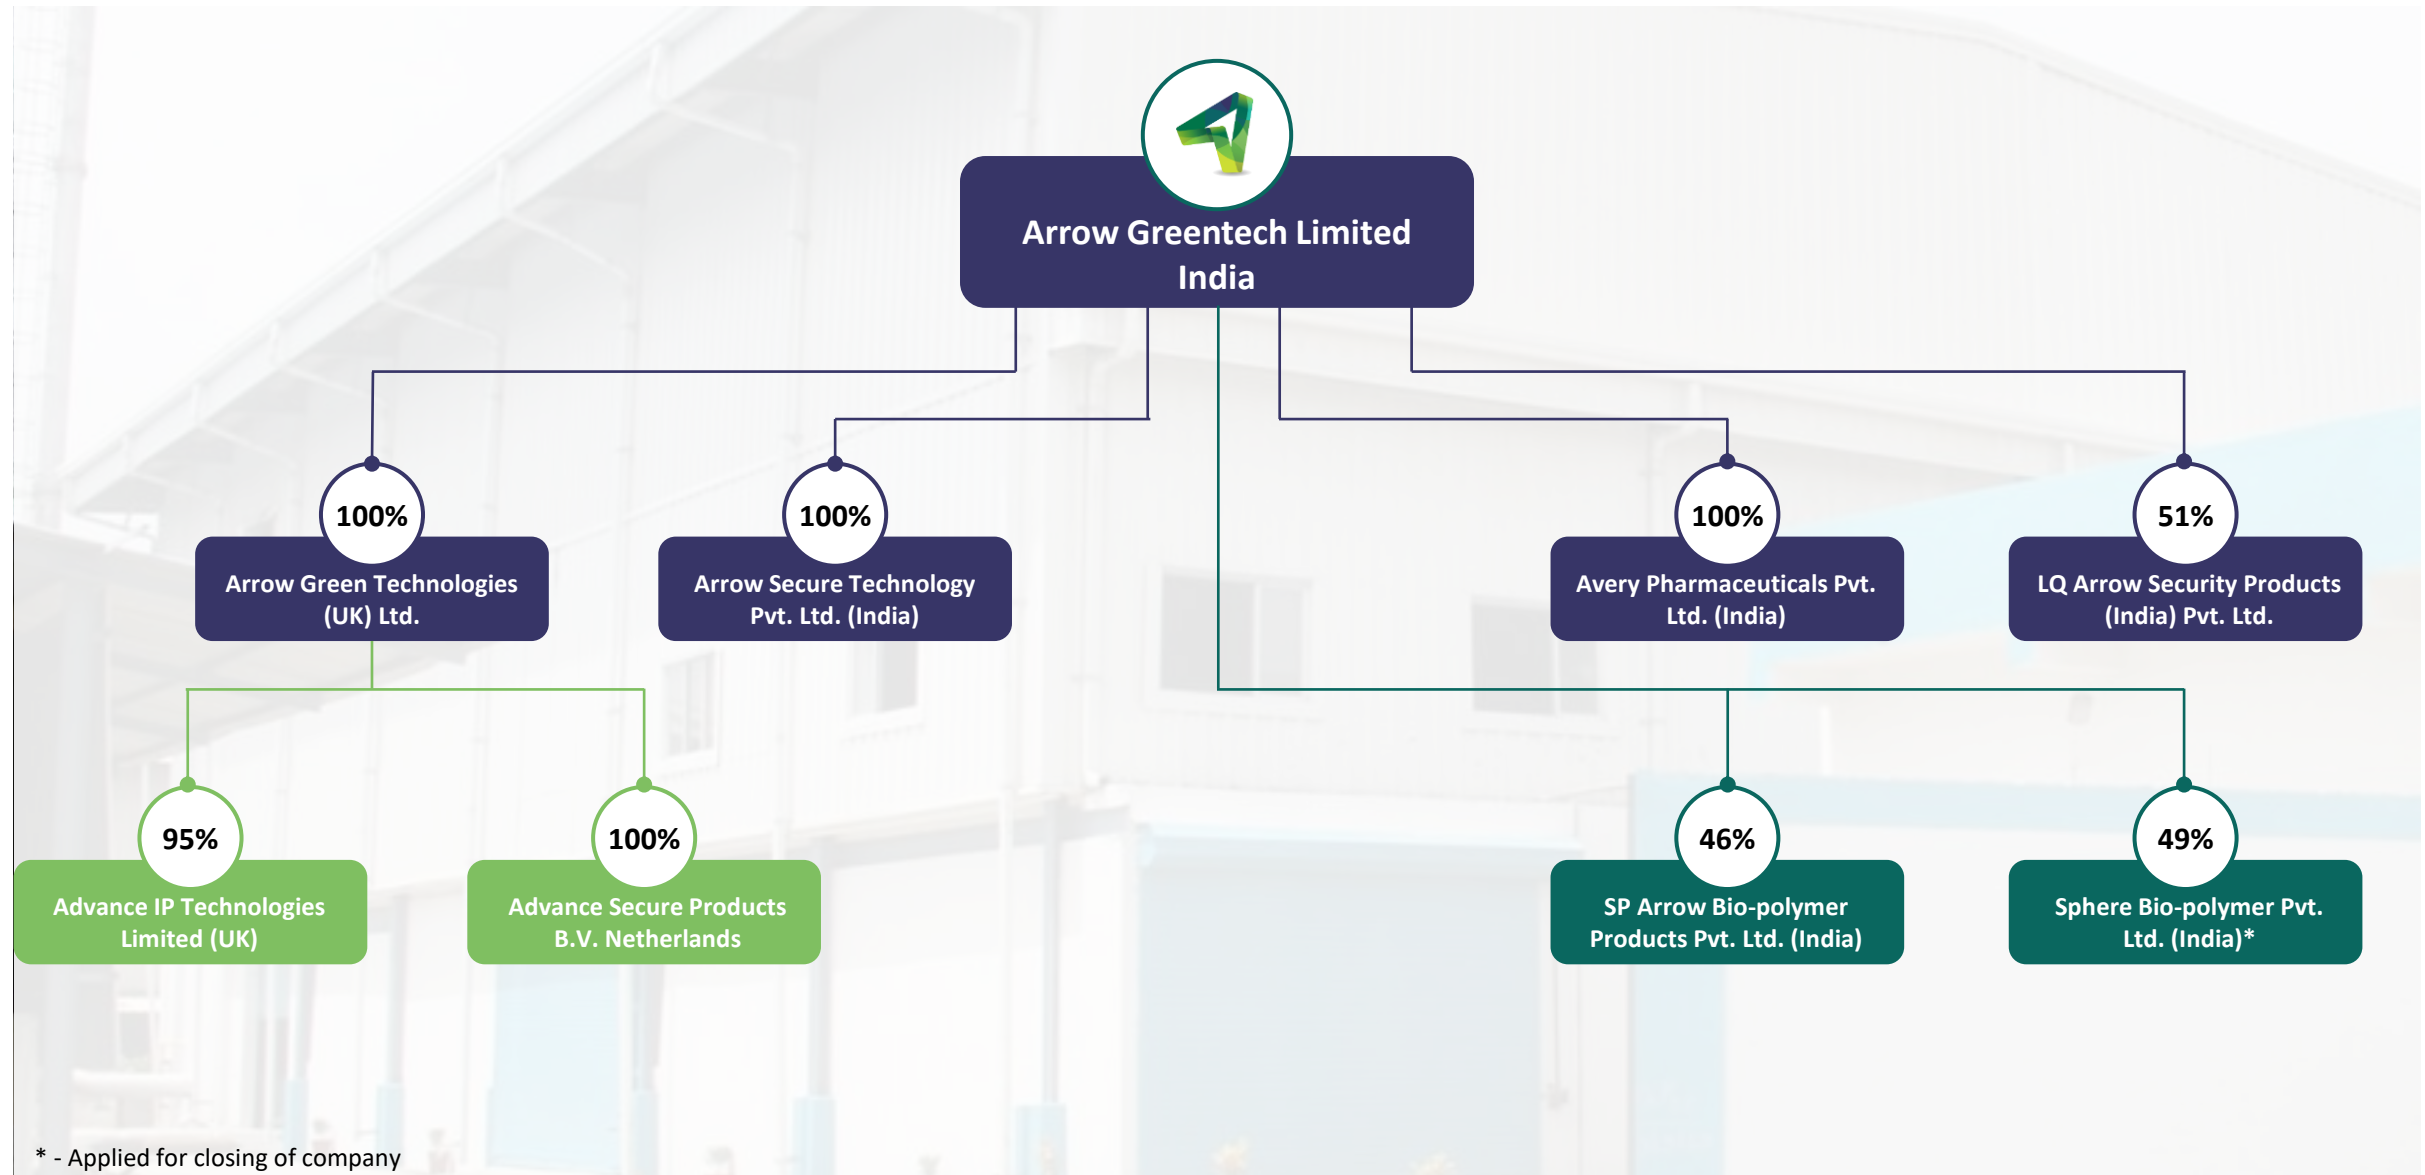 Arrow Greentech Limited
India
100%
Arrow Green Technologies
(UK) Ltd.
100%
Arrow Secure Technology
Pvt. Ltd. (India)
100%
Avery Pharmaceuticals Pvt.
Ltd. (India)
51%
LQ Arrow Security Products
(India) Pvt. Ltd.
95%
Advance IP Technologies
Limited (UK)
100%
Advance Secure Products
B.V. Netherlands
46%
SP Arrow Bio-polymer
Products Pvt. Ltd. (India)
49%
Sphere Bio-polymer Pvt.
Ltd. (India)*
* - Applied for closing of company